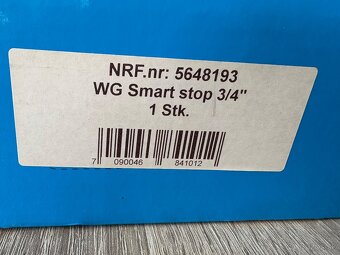 NRF.nr: 5648193
WG Smart stop 3/4"
1 Stk.
7 090046 841012